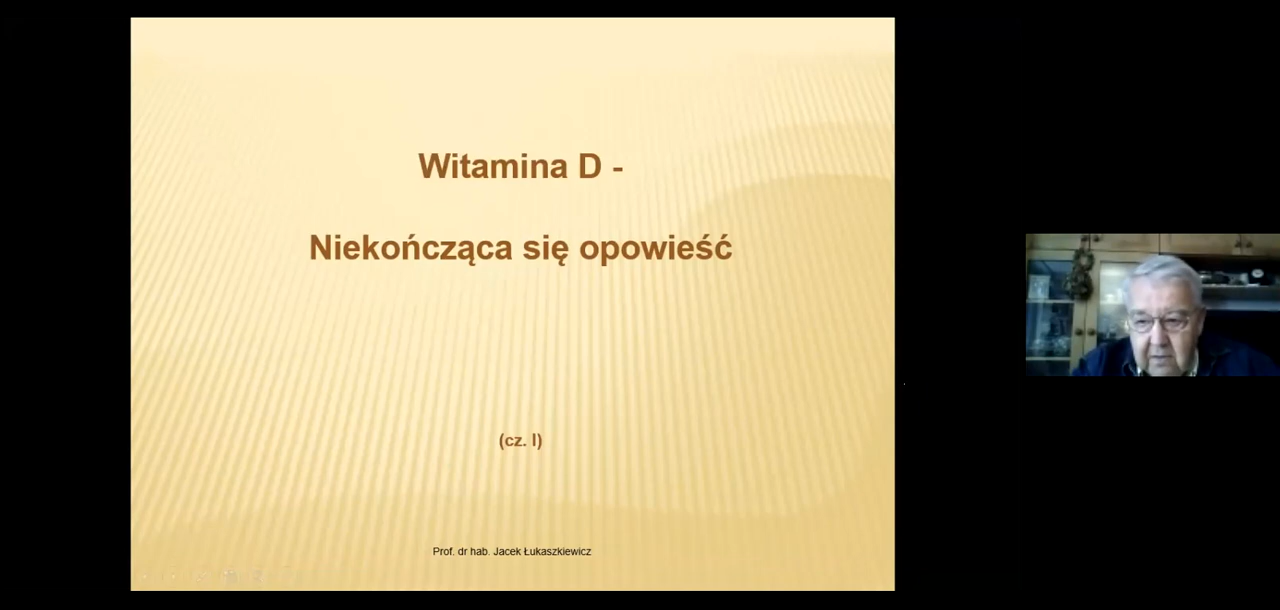 Witamina D -
Niekończąca się opowieść
(cz. I)
Prof. dr hab. Jacek Łukaszkiewicz